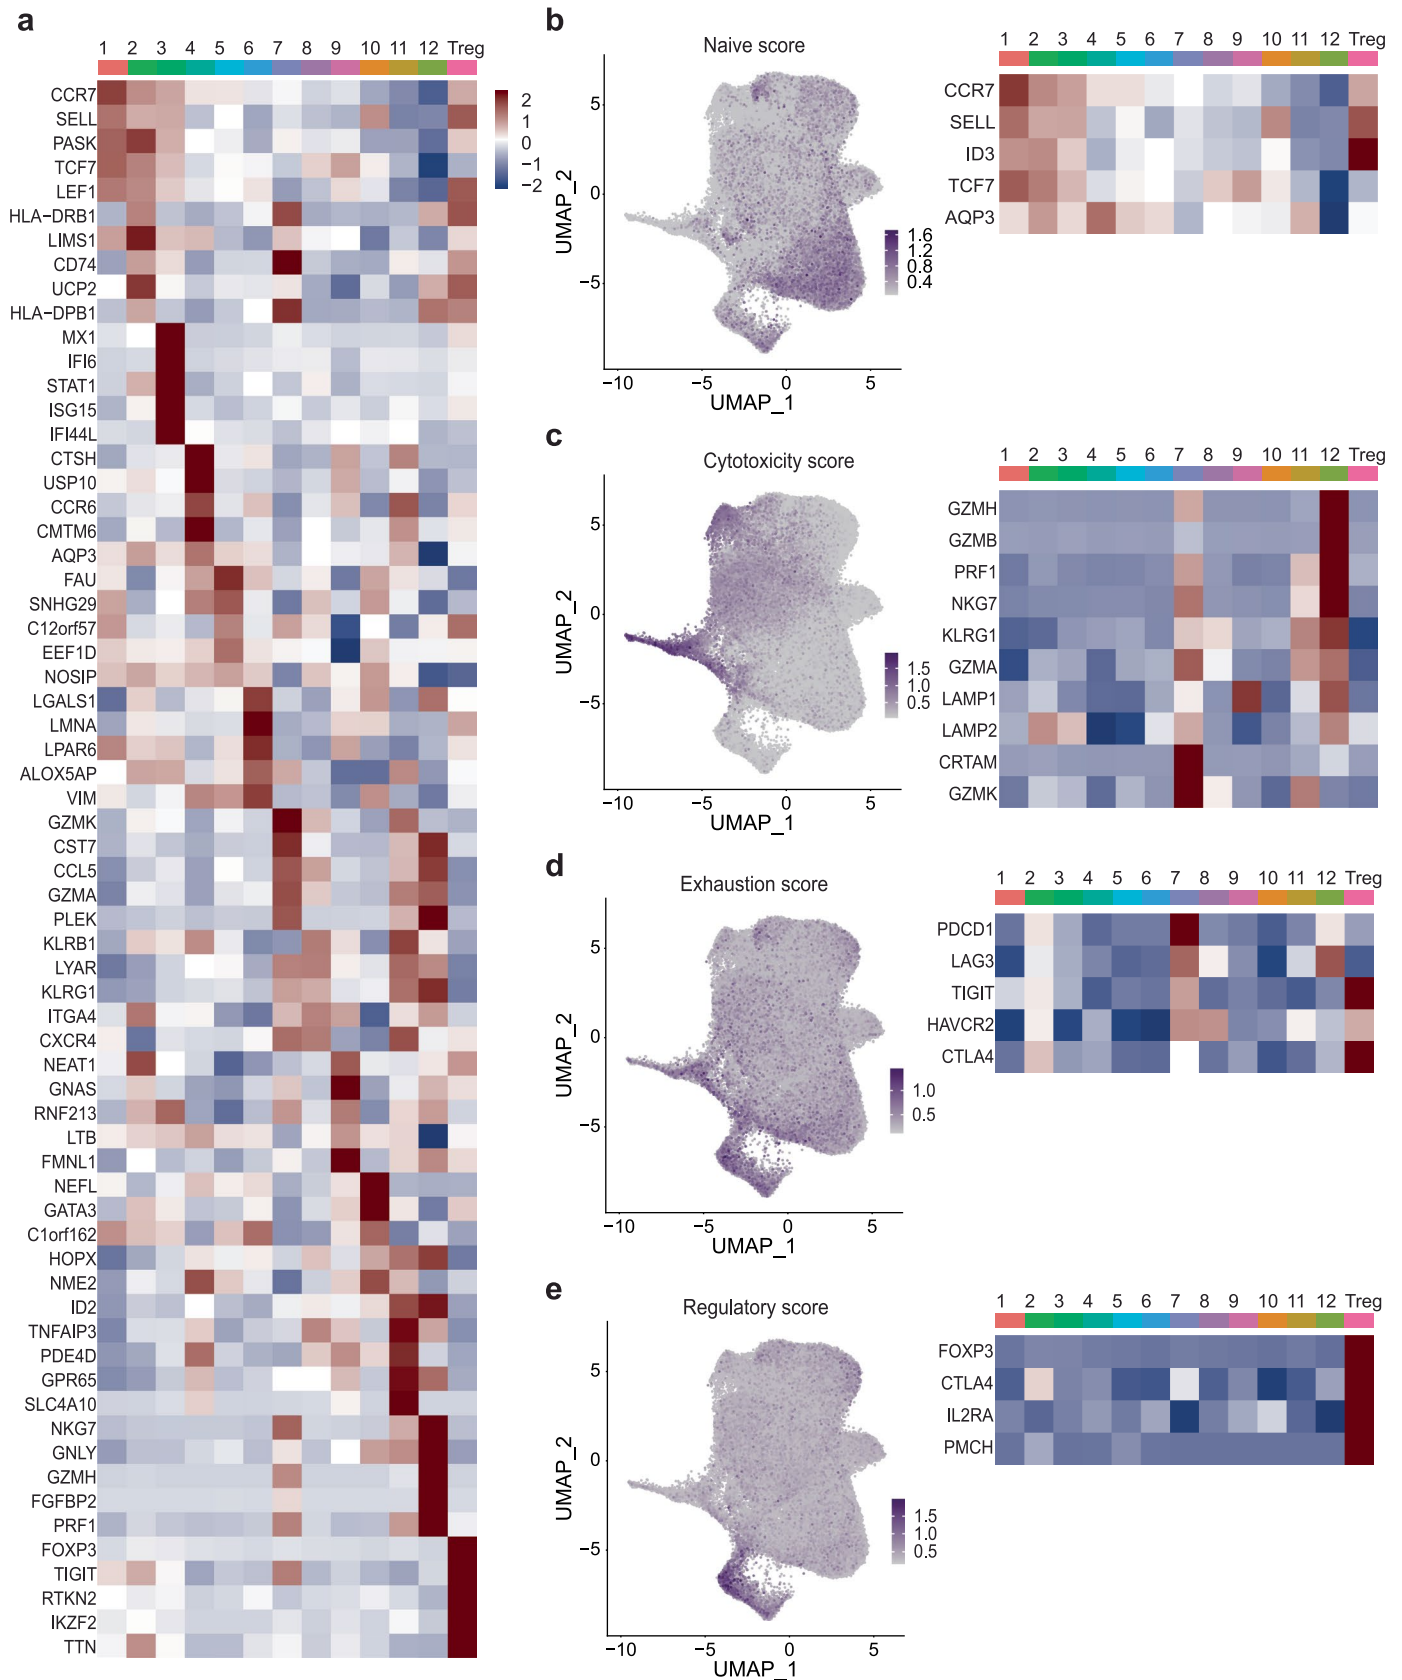 a
1 2 3 4 5 6 7 8 9 10 11 12 Treg
CCR7
SELL
PASK
TCF7
LEF1
HLA−DRB1
LIMS1
CD74
UCP2
HLA−DPB1
MX1
IFI6
STAT1
ISG15
IFI44L
CTSH
USP10
CCR6
CMTM6
AQP3
FAU
SNHG29
C12orf57
EEF1D
NOSIP
LGALS1
LMNA
LPAR6
ALOX5AP
VIM
GZMK
CST7
CCL5
GZMA
PLEK
KLRB1
LYAR
KLRG1
ITGA4
CXCR4
NEAT1
GNAS
RNF213
LTB
FMNL1
NEFL
GATA3
C1orf162
HOPX
NME2
ID2
TNFAIP3
PDE4D
GPR65
SLC4A10
NKG7
GNLY
GZMH
FGFBP2
PRF1
FOXP3
TIGIT
RTKN2
IKZF2
TTN
2
1
0
−1
−2
b
Naive score
UMAP_2
5
0
−5
−10 −5 0 5
UMAP_1
1.6
1.2
0.8
0.4
1 2 3 4 5 6 7 8 9 10 11 12 Treg
CCR7
SELL
ID3
TCF7
AQP3
c
Cytotoxicity score
UMAP_2
5
0
−5
−10 −5 0 5
UMAP_1
1.5
1.0
0.5
1 2 3 4 5 6 7 8 9 10 11 12 Treg
GZMH
GZMB
PRF1
NKG7
KLRG1
GZMA
LAMP1
LAMP2
CRTAM
GZMK
d
Exhaustion score
UMAP_2
5
0
−5
−10 −5 0 5
UMAP_1
1.0
0.5
1 2 3 4 5 6 7 8 9 10 11 12 Treg
PDCD1
LAG3
TIGIT
HAVCR2
CTLA4
e
Regulatory score
UMAP_2
5
0
−5
−10 −5 0 5
UMAP_1
1.5
1.0
0.5
1 2 3 4 5 6 7 8 9 10 11 12 Treg
FOXP3
CTLA4
IL2RA
PMCH